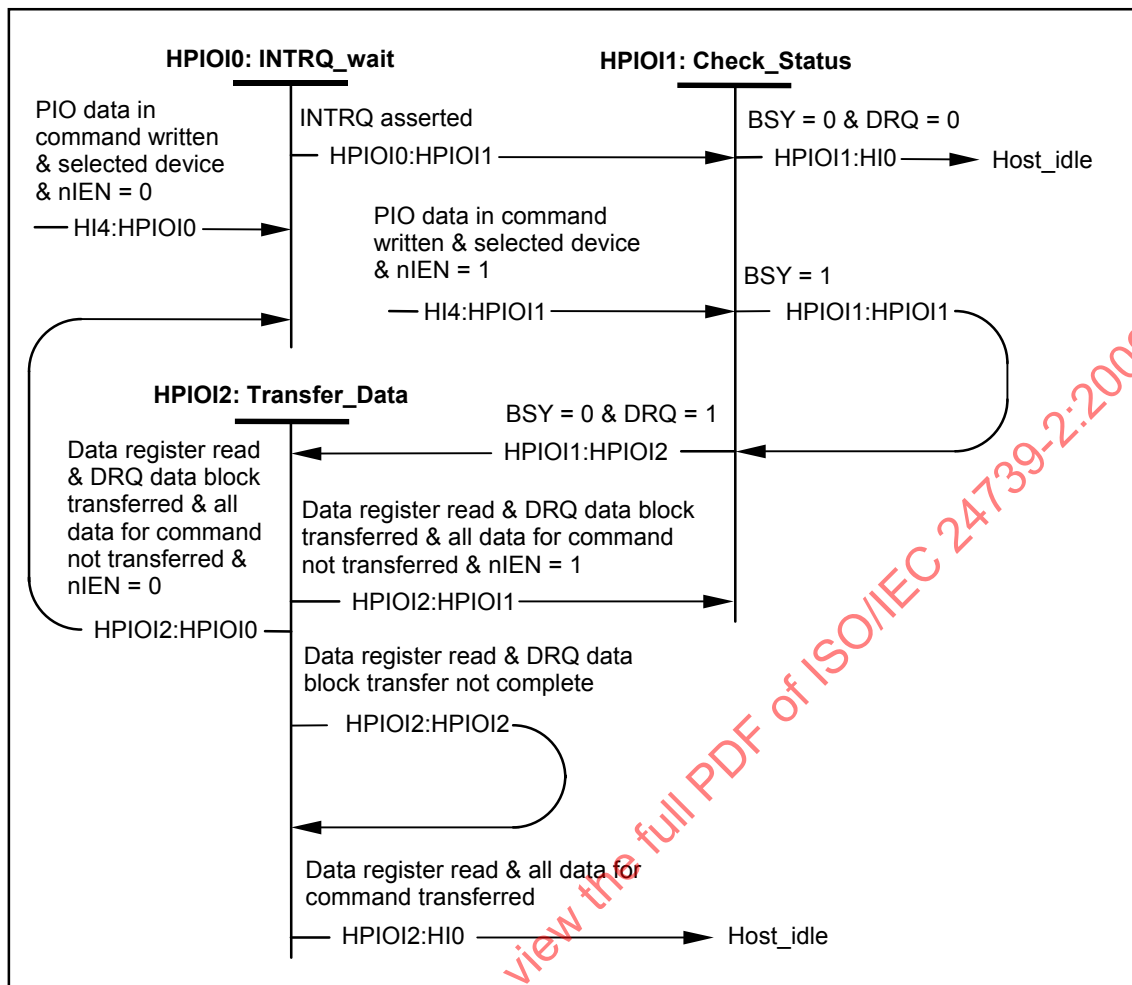 HPIOI0: INTRQ_wait
HPIOI1: Check_Status
PIO data in
command written
& selected device
& nIEN = 0
HI4:HPIOI0
INTRQ asserted
HPIOI0:HPIOI1
BSY = 0 & DRQ = 0
HPIOI1:HI0
Host_idle
PIO data in command
written & selected device
& nIEN = 1
HI4:HPIOI1
BSY = 1
HPIOI1:HPIOI1
HPIOI2: Transfer_Data
BSY = 0 & DRQ = 1
HPIOI1:HPIOI2
Data register read
& DRQ data block
transferred & all
data for command
not transferred &
nIEN = 0
HPIOI2:HPIOI0
Data register read & DRQ data block
transferred & all data for command
not transferred & nIEN = 1
HPIOI2:HPIOI1
Data register read & DRQ data
block transfer not complete
HPIOI2:HPIOI2
Data register read & all data for
command transferred
HPIOI2:HI0
Host_idle
view the full PDF of ISO/IEC 24739-2:200